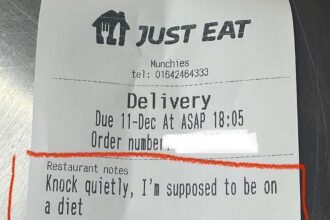 JUST EAT
Munchies
tel: 01642464333
Delivery
Due 11-Dec At ASAP 18:05
Order number
Restaurant notes
Knock quietly, I'm supposed to be on
a diet